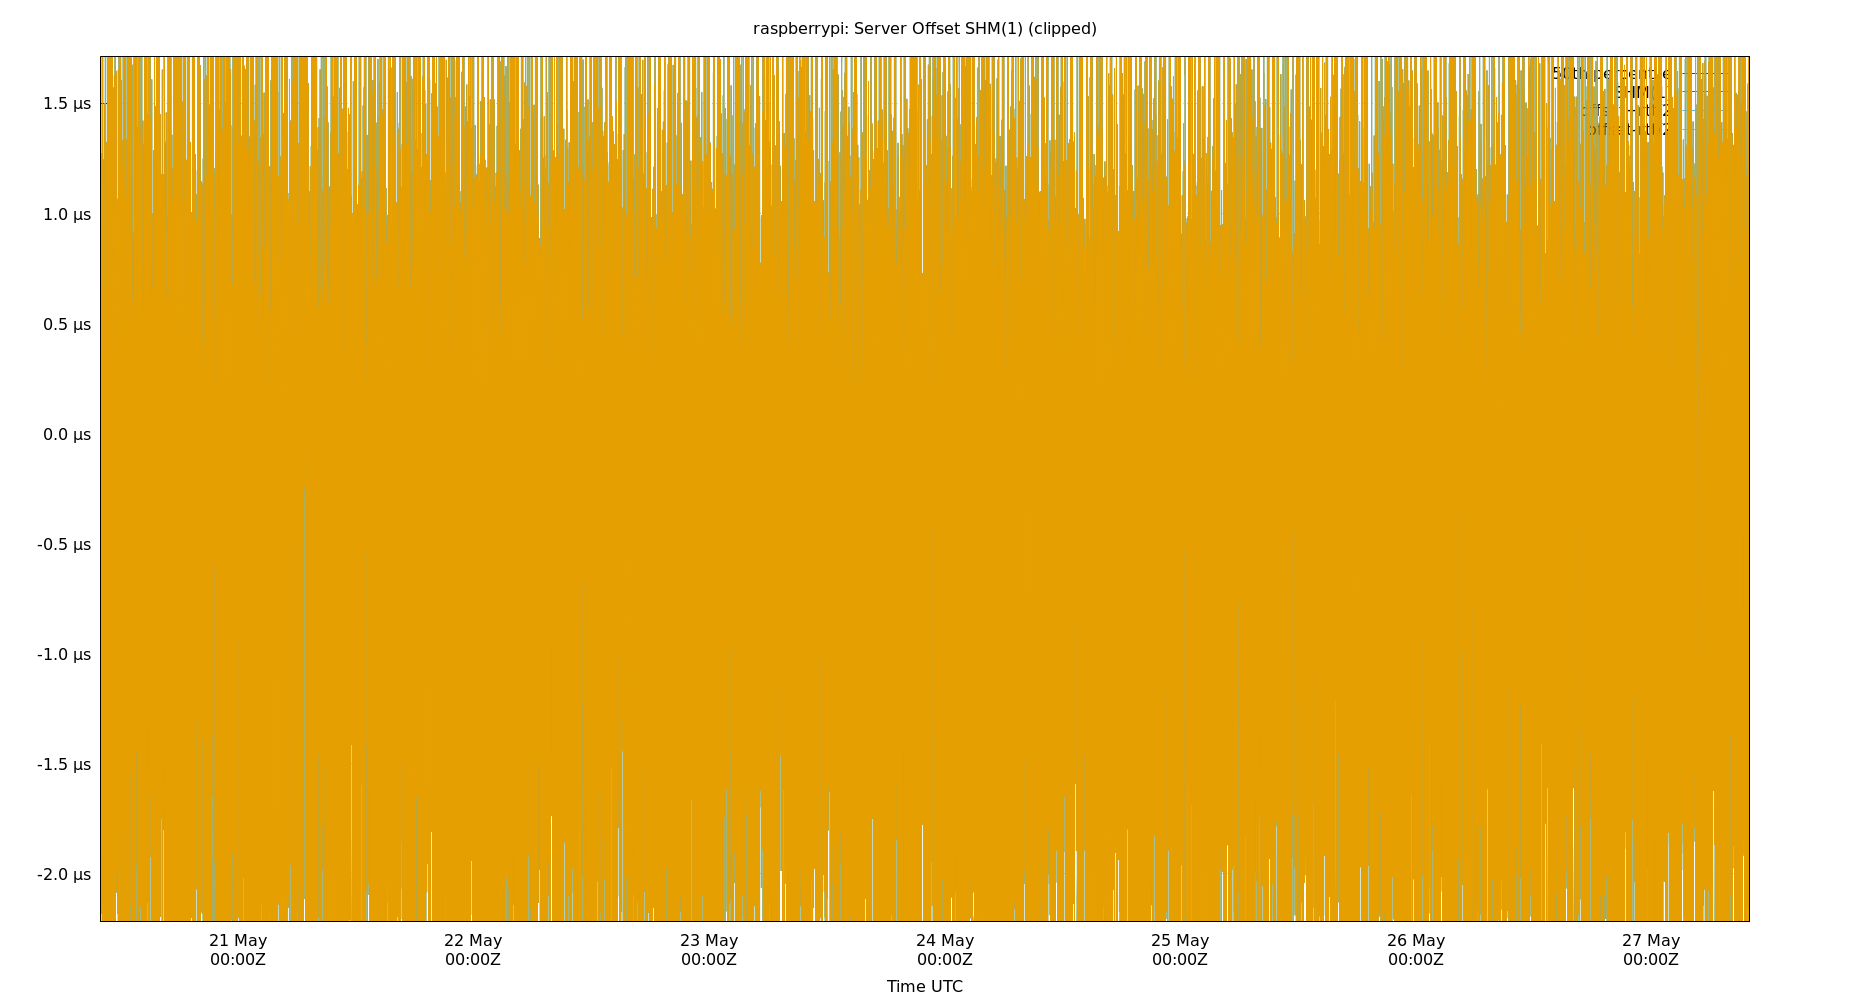 raspberrypi: Server Offset SHM(1) (clipped)
1.5 µs
1.0 µs
0.5 µs
0.0 µs
-0.5 µs
-1.0 µs
-1.5 µs
-2.0 µs
21 May 22 May 23 May 24 May 25 May 26 May 27 May
00:00Z 00:00Z 00:00Z 00:00Z 00:00Z 00:00Z 00:00Z
Time UTC